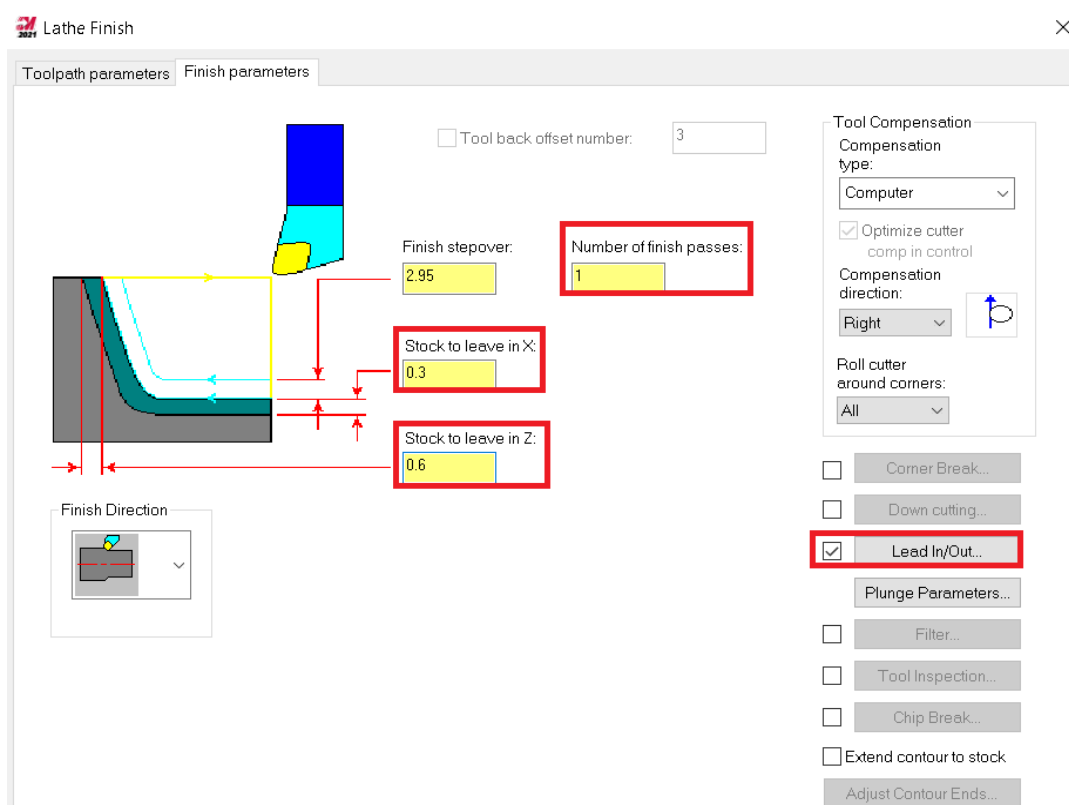 2021 Lathe Finish
Toolpath parameters Finish parameters
Tool back offset number: 3
Finish stepover:
2.95
Number of finish passes:
1
Stock to leave in X:
0.3
Stock to leave in Z:
0.6
Finish Direction
Tool Compensation
Compensation
type:
Computer
Optimize cutter
comp in control
Compensation
direction:
Right
Roll cutter
around corners:
All
Corner Break...
Down cutting...
Lead In/Out...
Plunge Parameters...
Filter...
Tool Inspection...
Chip Break...
Extend contour to stock
Adjust Contour Ends...